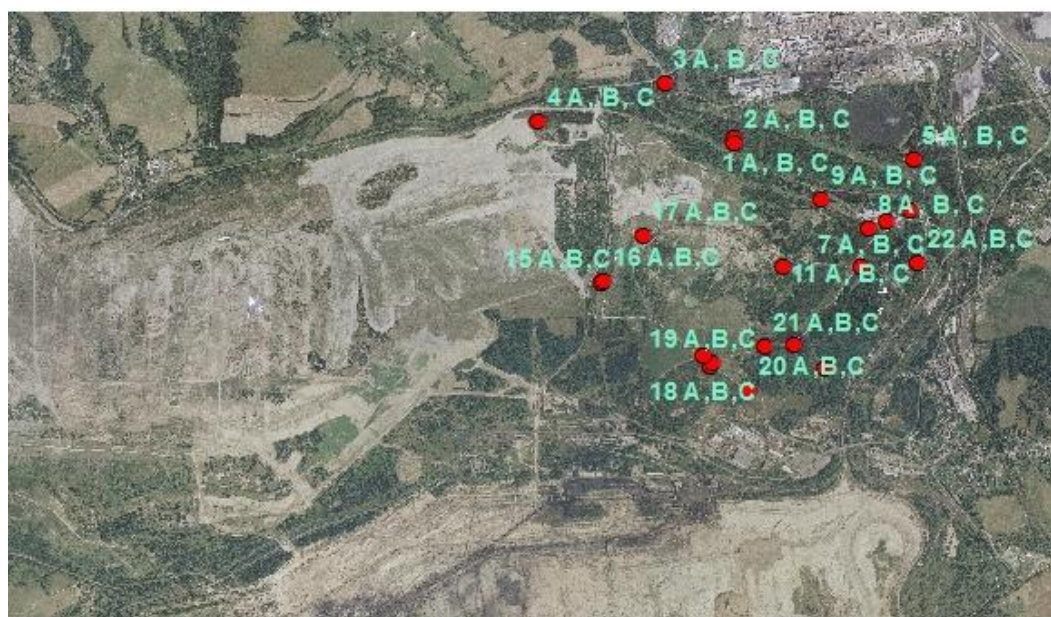 3 A, B, C
4 A, B, C
2 A, B, C
1 A, B, C
5 A, B, C
9 A, B, C
8 A, B, C
17 A,B,C
7 A, B, C
22 A,B,C
15 A,B,C
16 A,B,C
11 A, B, C
21 A,B,C
19 A,B,C
20 A,B,C
18 A,B,C